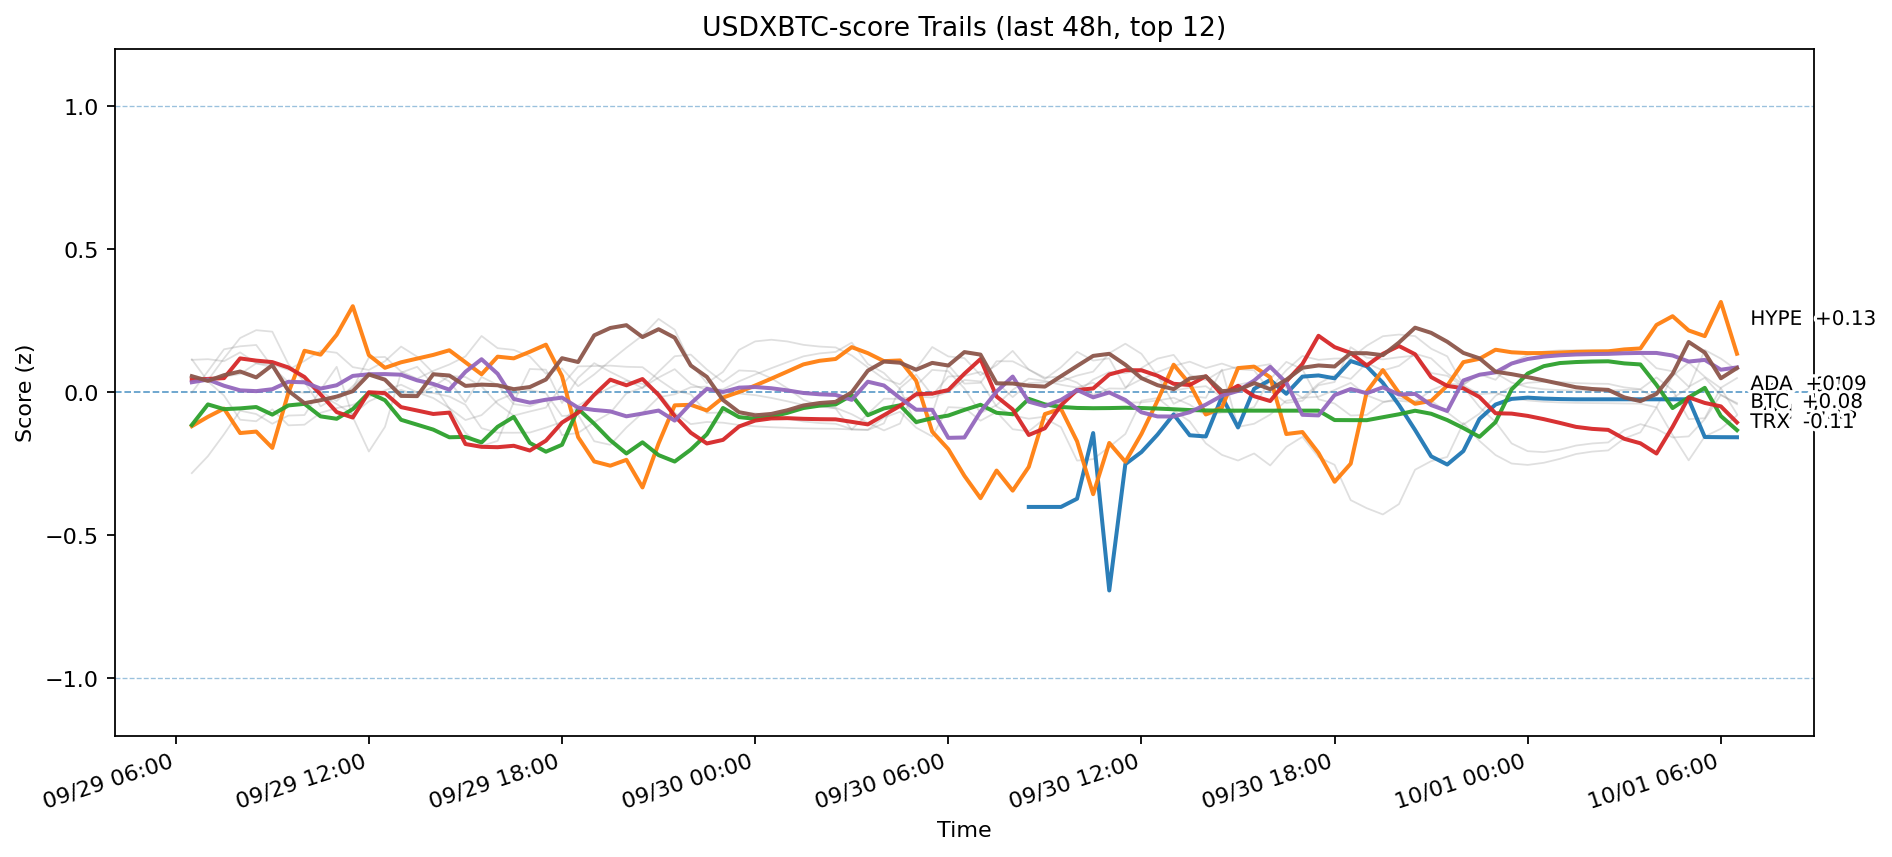 USDXBTC-score Trails (last 48h, top 12)
Score (z)
1.0
0.5
0.0
−0.5
−1.0
HYPE +0.13
ADA +0.09
BTC +0.08
TRX -0.11
09/29 06:00
09/29 12:00
09/29 18:00
09/30 00:00
09/30 06:00
09/30 12:00
09/30 18:00
10/01 00:00
10/01 06:00
Time